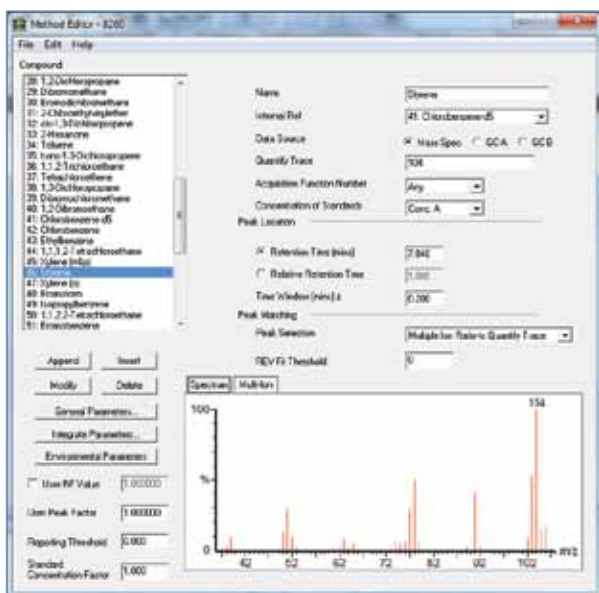 Method Editor - 8260
File Edit Help
Compound
28: 1,2-Dichloropropane
29: Dibromomethane
30: Bromodichloromethane
31: 2-Chloroethylvinylether
32: cis-1,3-Dichloropropene
33: 2-Hexanone
34: Toluene
35: trans-1,3-Dichloropropene
36: 1,1,2-Trichloroethane
37: Tetrachloroethene
38: 1,3-Dichloropropane
39: Dibromochloromethane
40: 1,2-Dibromoethane
41: Chlorobenzene-d5
42: Chlorobenzene
43: Ethylbenzene
44: 1,1,1,2-Tetrachloroethane
45: Xylene (m&p)
46: Styrene
47: Xylene (o)
48: Bromoform
49: Isopropylbenzene
50: 1,1,2,2-Tetrachloroethane
51: Bromobenzene
Append Insert
Modify Delete
General Parameters...
Integrate Parameters...
Environmental Parameters
User RF Value 1.000000
User Peak Factor 1.000000
Reporting Threshold 0.000
Standard
Concentration Factor 1.000
Name Styrene
Internal Ref 41: Chlorobenzene-d5
Data Source Mass Spec GC A GC B
Quantify Trace 104
Acquisition Function Number Any
Concentration of Standards Conc. A
Peak Location
Retention Time (mins) 7.840
Relative Retention Time 1.000
Time Window (mins) ± 0.200
Peak Matching
Peak Selection Multiple Ion Ratio to Quantify Trace
REV Fit Threshold 0
Spectrum Multi-Ion
100
%
0
104
42 52 62 72 82 92 102
m/z